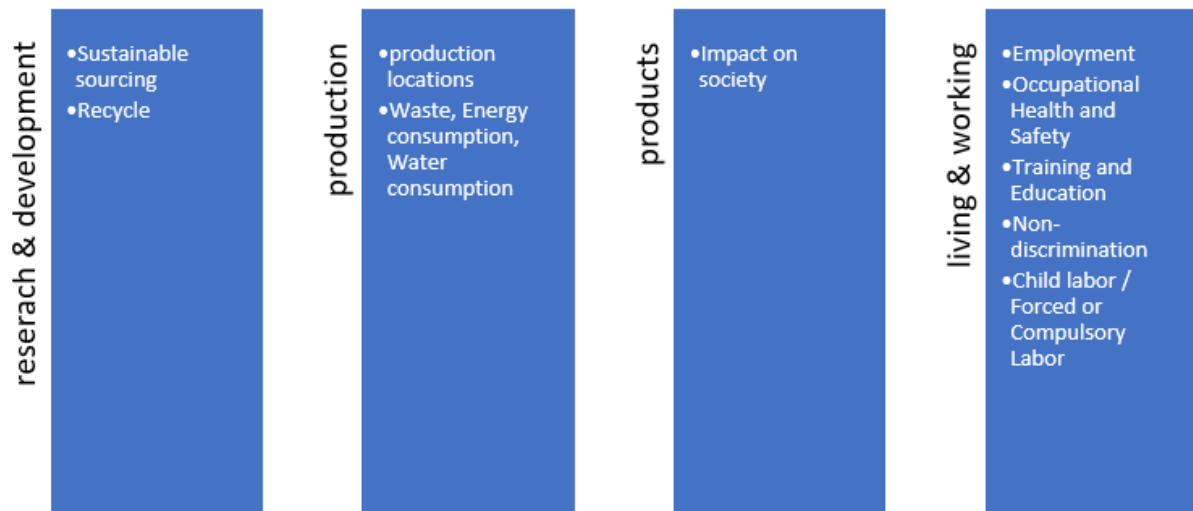 reserach & development
•Sustainable
sourcing
•Recycle
production
•production
locations
•Waste, Energy
consumption,
Water
consumption
products
•Impact on
society
living & working
•Employment
•Occupational
Health and
Safety
•Training and
Education
•Non-
discrimination
•Child labor /
Forced or
Compulsory
Labor